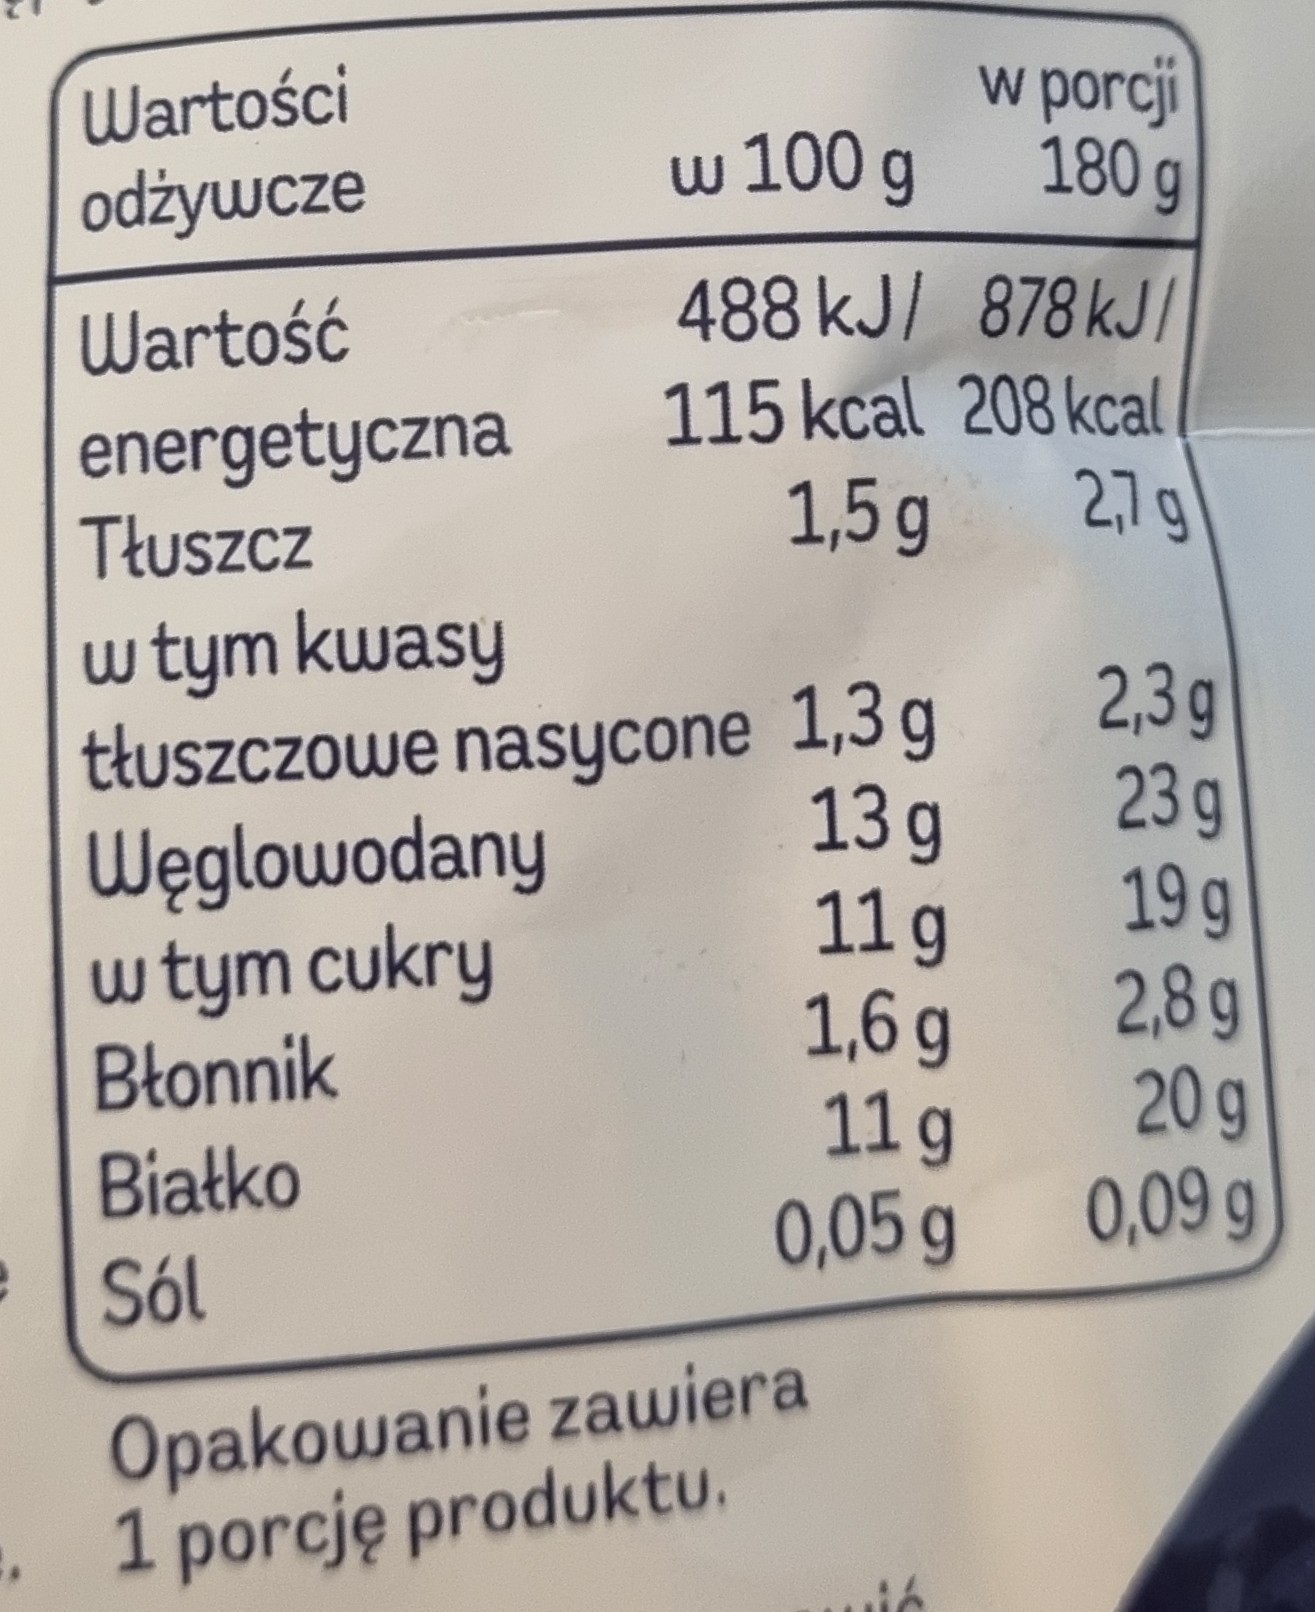 Wartości w porcji
odżywcze w 100 g 180 g
Wartość 488 kJ/ 878 kJ/
energetyczna 115 kcal 208 kcal
Tłuszcz 1,5 g 2,7 g
w tym kwasy
tłuszczowe nasycone 1,3 g 2,3 g
Węglowodany 13 g 23 g
w tym cukry 11 g 19 g
Błonnik 1,6 g 2,8 g
Białko 11 g 20 g
Sól 0,05 g 0,09 g
Opakowanie zawiera
1 porcję produktu.